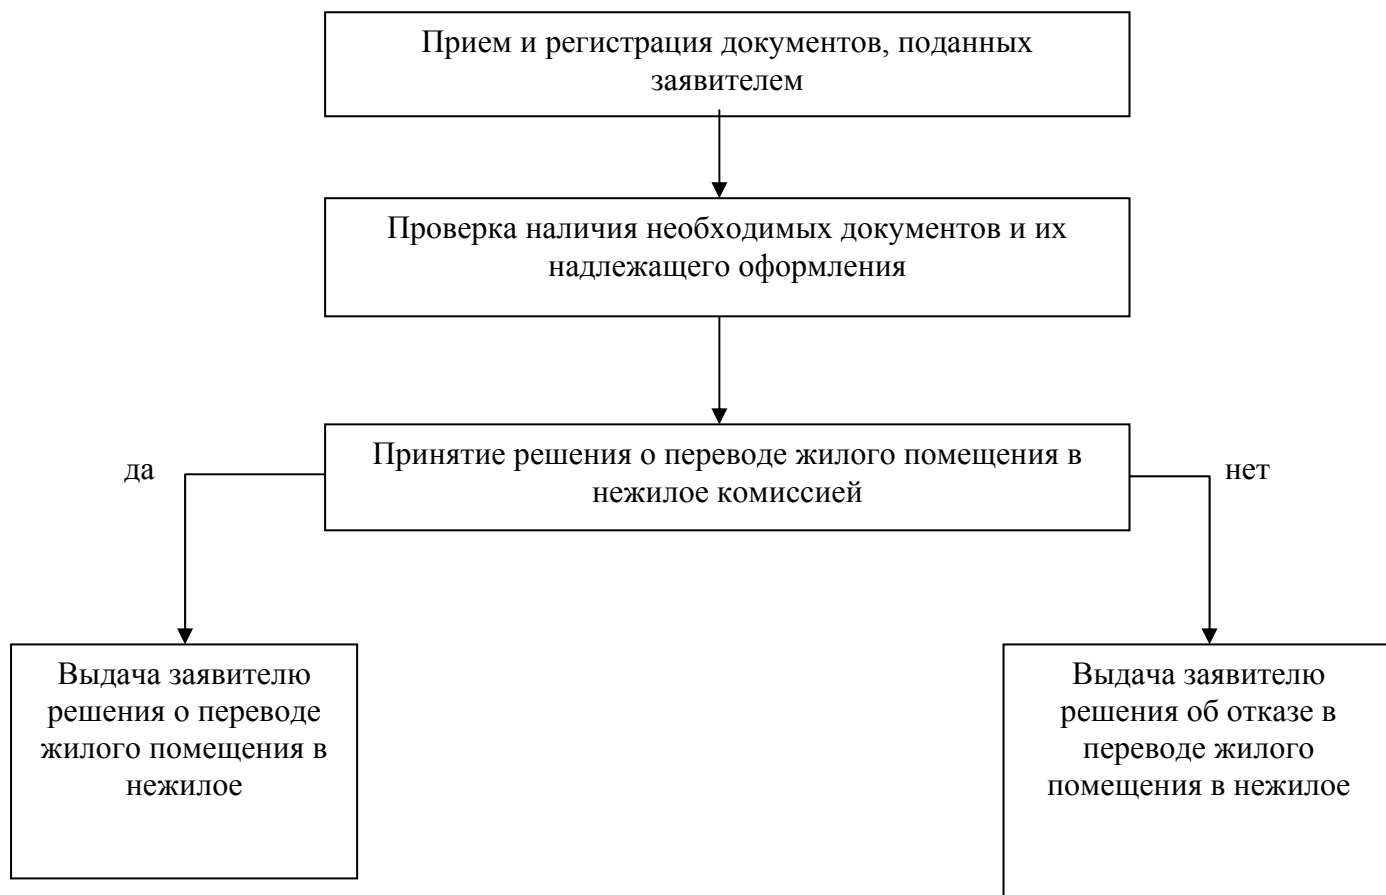 Прием и регистрация документов, поданных
заявителем
Проверка наличия необходимых документов и их
надлежащего оформления
Принятие решения о переводе жилого помещения в
нежилое комиссией
да
нет
Выдача заявителю
решения о переводе
жилого помещения в
нежилое
Выдача заявителю
решения об отказе в
переводе жилого
помещения в нежилое